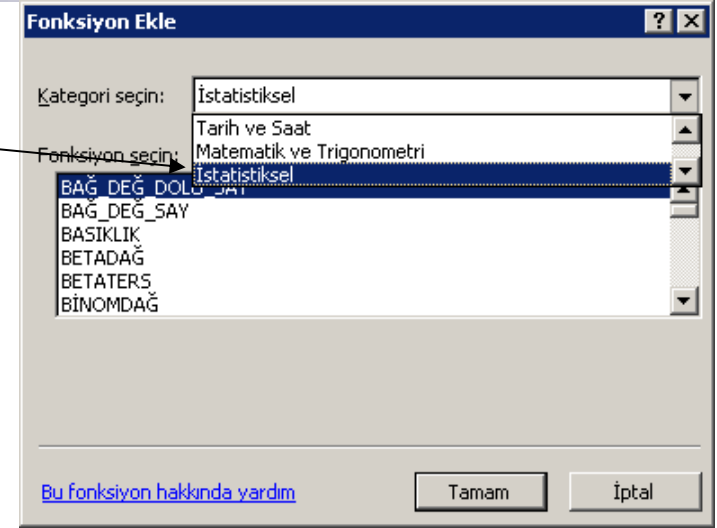 Fonksiyon Ekle
Kategori seçin:
İstatistiksel
Tarih ve Saat
Matematik ve Trigonometri
İstatistiksel
Fonksiyon seçin:
BAĞ_DEĞ_DOLU_SAY
BAĞ_DEĞ_SAY
BASIKLIK
BETADAĞ
BETATERS
BİNOMDAĞ
Bu fonksiyon hakkında yardım
Tamam
İptal